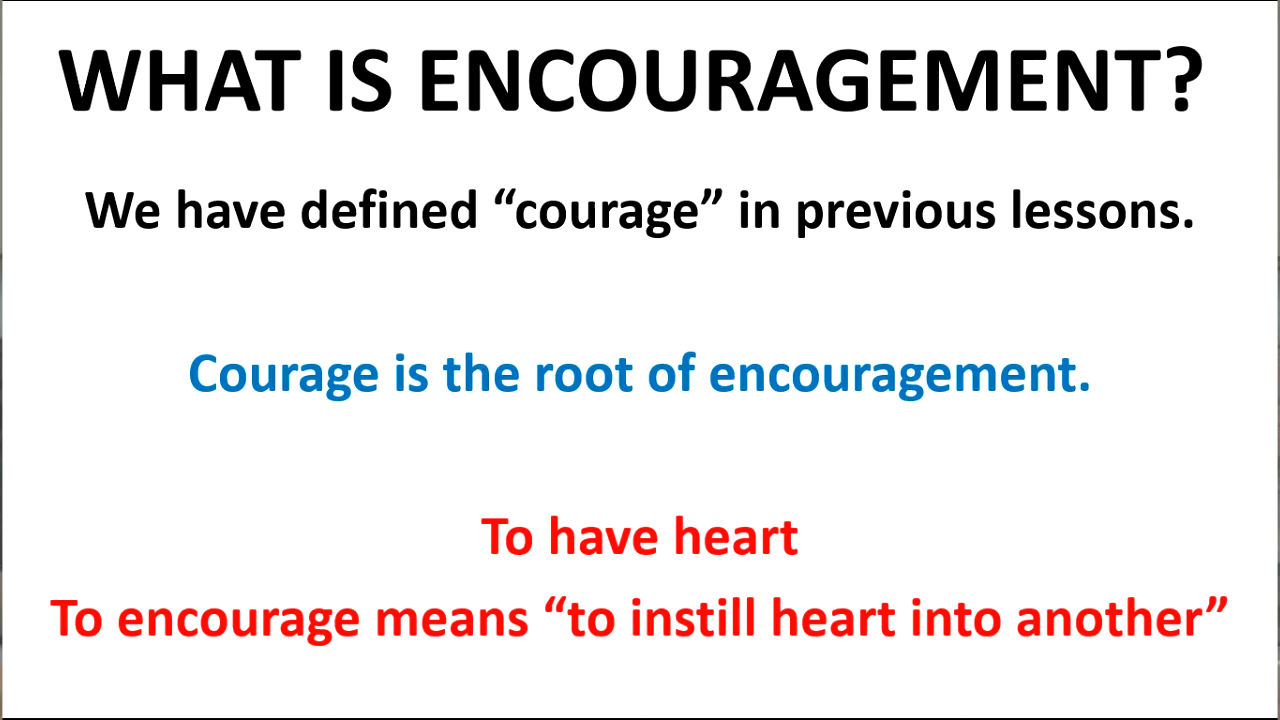 WHAT IS ENCOURAGEMENT?
We have defined “courage” in previous lessons.
Courage is the root of encouragement.
To have heart
To encourage means “to instill heart into another”